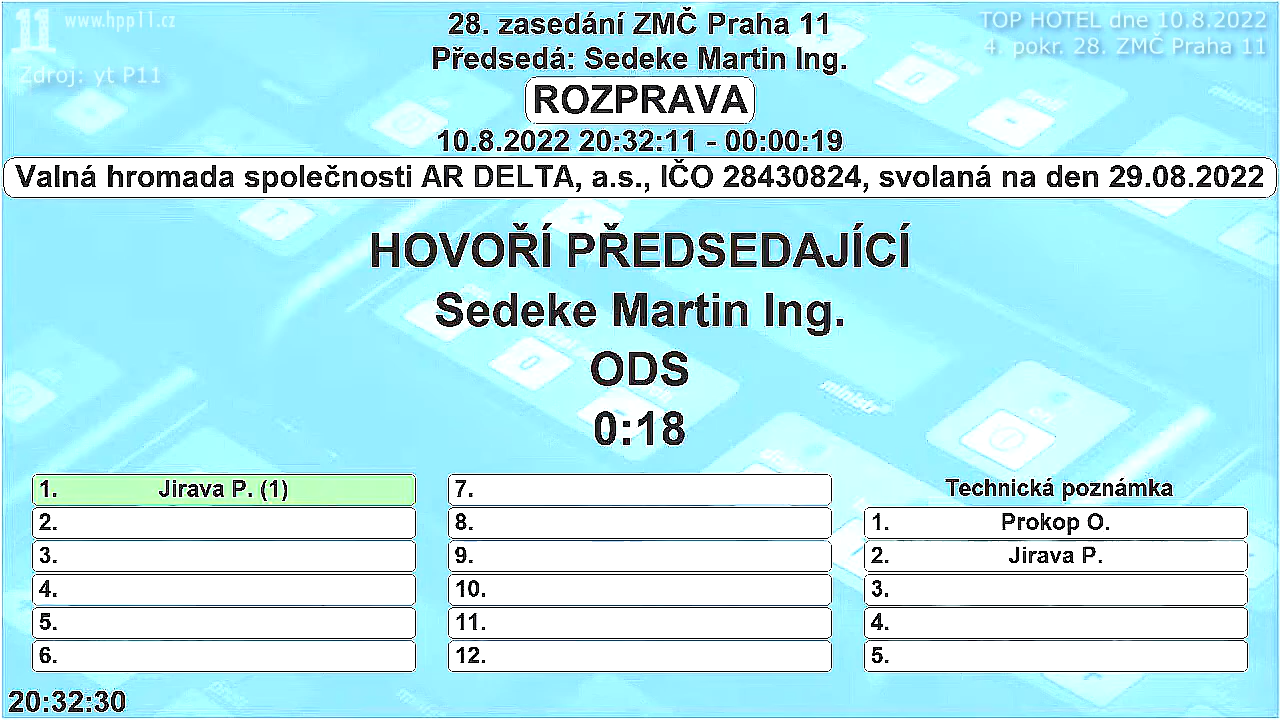 11 www.hpp11.cz
Zdroj: yt P11
28. zasedání ZMČ Praha 11
TOP HOTEL dne 10.8.2022
4. pokr. 28. ZMČ Praha 11
Předsedá: Sedeke Martin Ing.
ROZPRAVA
10.8.2022 20:32:11 - 00:00:19
Valná hromada společnosti AR DELTA, a.s., IČO 28430824, svolaná na den 29.08.2022
HOVOŘÍ PŘEDSEDAJÍCÍ
Sedeke Martin Ing.
ODS
0:18
1. Jirava P. (1)
2.
3.
4.
5.
6.
7.
8.
9.
10.
11.
12.
Technická poznámka
1. Prokop O.
2. Jirava P.
3.
4.
5.
20:32:30